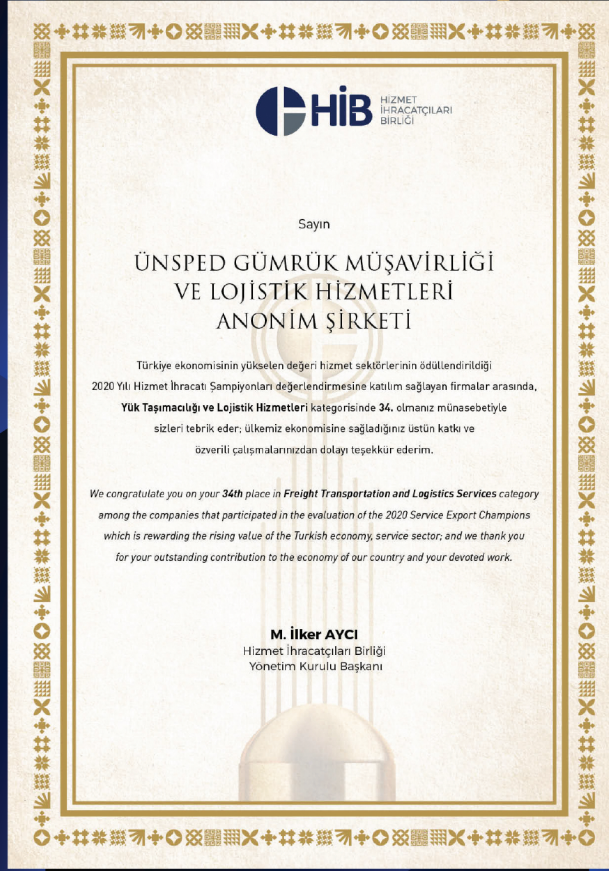 HİB
HİZMET
İHRACATÇILARI
BİRLİĞİ
Sayın
ÜNSPED GÜMRÜK MÜŞAVİRLİĞİ
VE LOJİSTİK HİZMETLERİ
ANONİM ŞİRKETİ
Türkiye ekonomisinin yükselen değeri hizmet sektörlerinin ödüllendirildiği
2020 Yılı Hizmet İhracatı Şampiyonları değerlendirmesine katılım sağlayan firmalar arasında,
Yük Taşımacılığı ve Lojistik Hizmetleri kategorisinde 34. olmanız münasebetiyle
sizleri tebrik eder; ülkemiz ekonomisine sağladığınız üstün katkı ve
özverili çalışmalarınızdan dolayı teşekkür ederim.
We congratulate you on your 34th place in Freight Transportation and Logistics Services category
among the companies that participated in the evaluation of the 2020 Service Export Champions
which is rewarding the rising value of the Turkish economy, service sector; and we thank you
for your outstanding contribution to the economy of our country and your devoted work.
M. İlker AYCI
Hizmet İhracatçıları Birliği
Yönetim Kurulu Başkanı